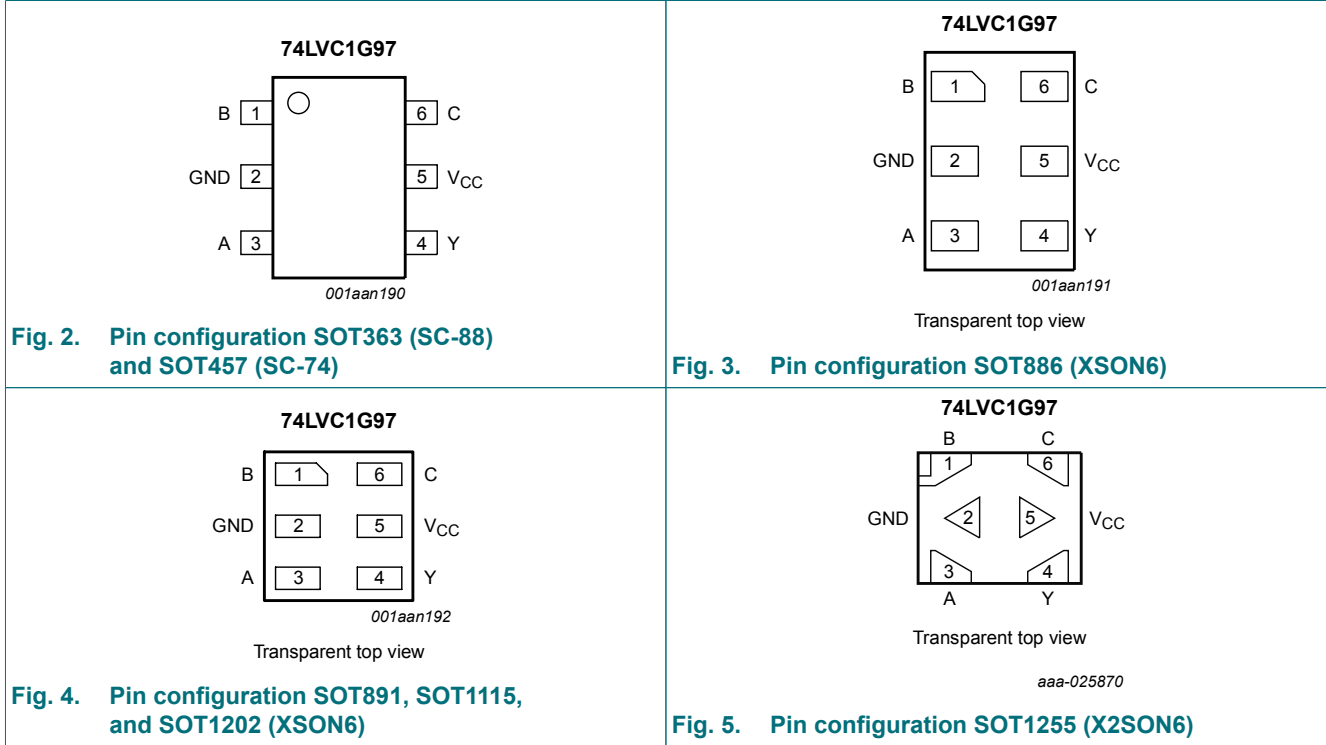 74LVC1G97
B 1 6 C
GND 2 5 VCC
A 3 4 Y
001aan190
Fig. 2. Pin configuration SOT363 (SC-88)
and SOT457 (SC-74)
74LVC1G97
B 1 6 C
GND 2 5 VCC
A 3 4 Y
001aan191
Transparent top view
Fig. 3. Pin configuration SOT886 (XSON6)
74LVC1G97
B 1 6 C
GND 2 5 VCC
A 3 4 Y
001aan192
Transparent top view
Fig. 4. Pin configuration SOT891, SOT1115,
and SOT1202 (XSON6)
74LVC1G97
B C
1 6
GND 2 5 VCC
3 4
A Y
Transparent top view
aaa-025870
Fig. 5. Pin configuration SOT1255 (X2SON6)